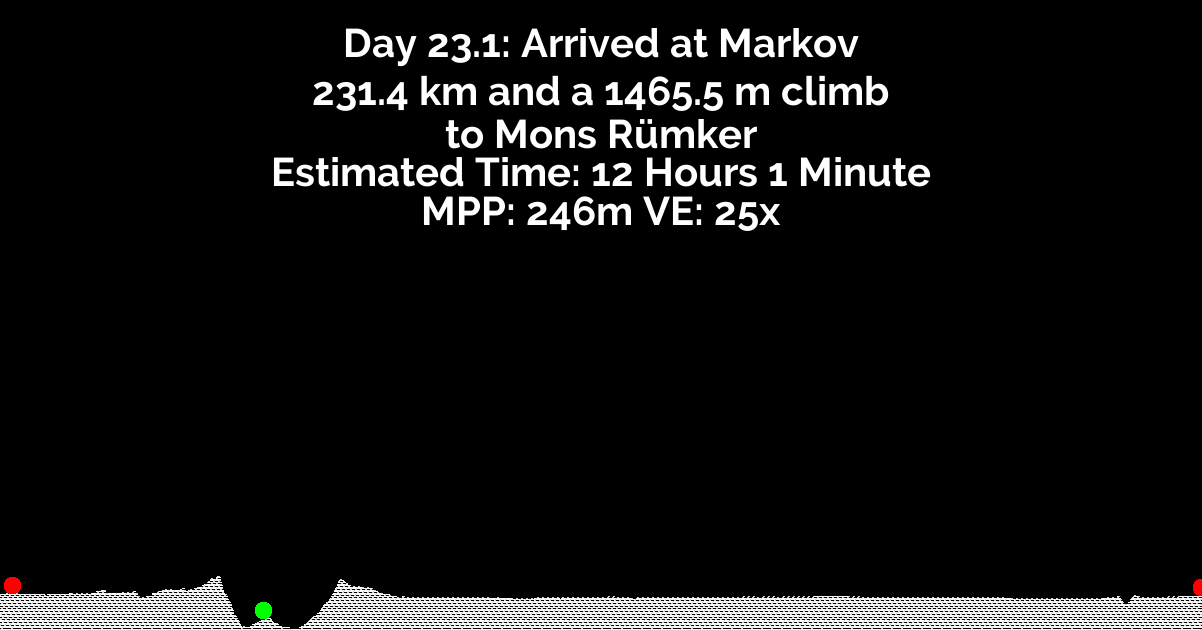 Day 23.1: Arrived at Markov
231.4 km and a 1465.5 m climb
to Mons Rümker
Estimated Time: 12 Hours 1 Minute
MPP: 246m VE: 25x